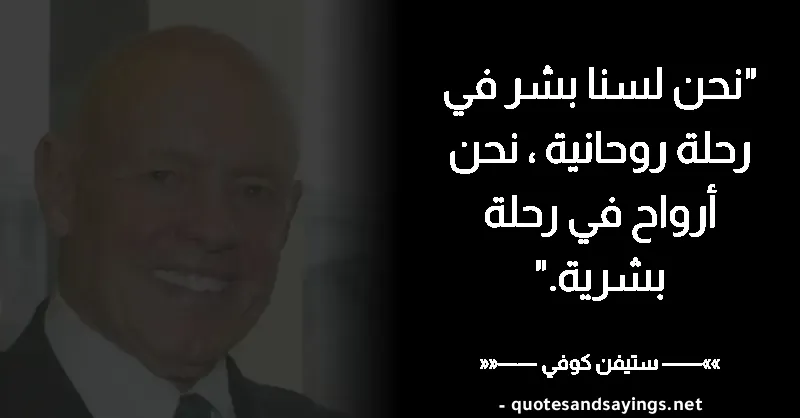 "نحن لسنا بشر في
رحلة روحانية ، نحن
أرواح في رحلة
بشرية."
»»—— ستيفن كوفي ——««
- quotesandsayings.net